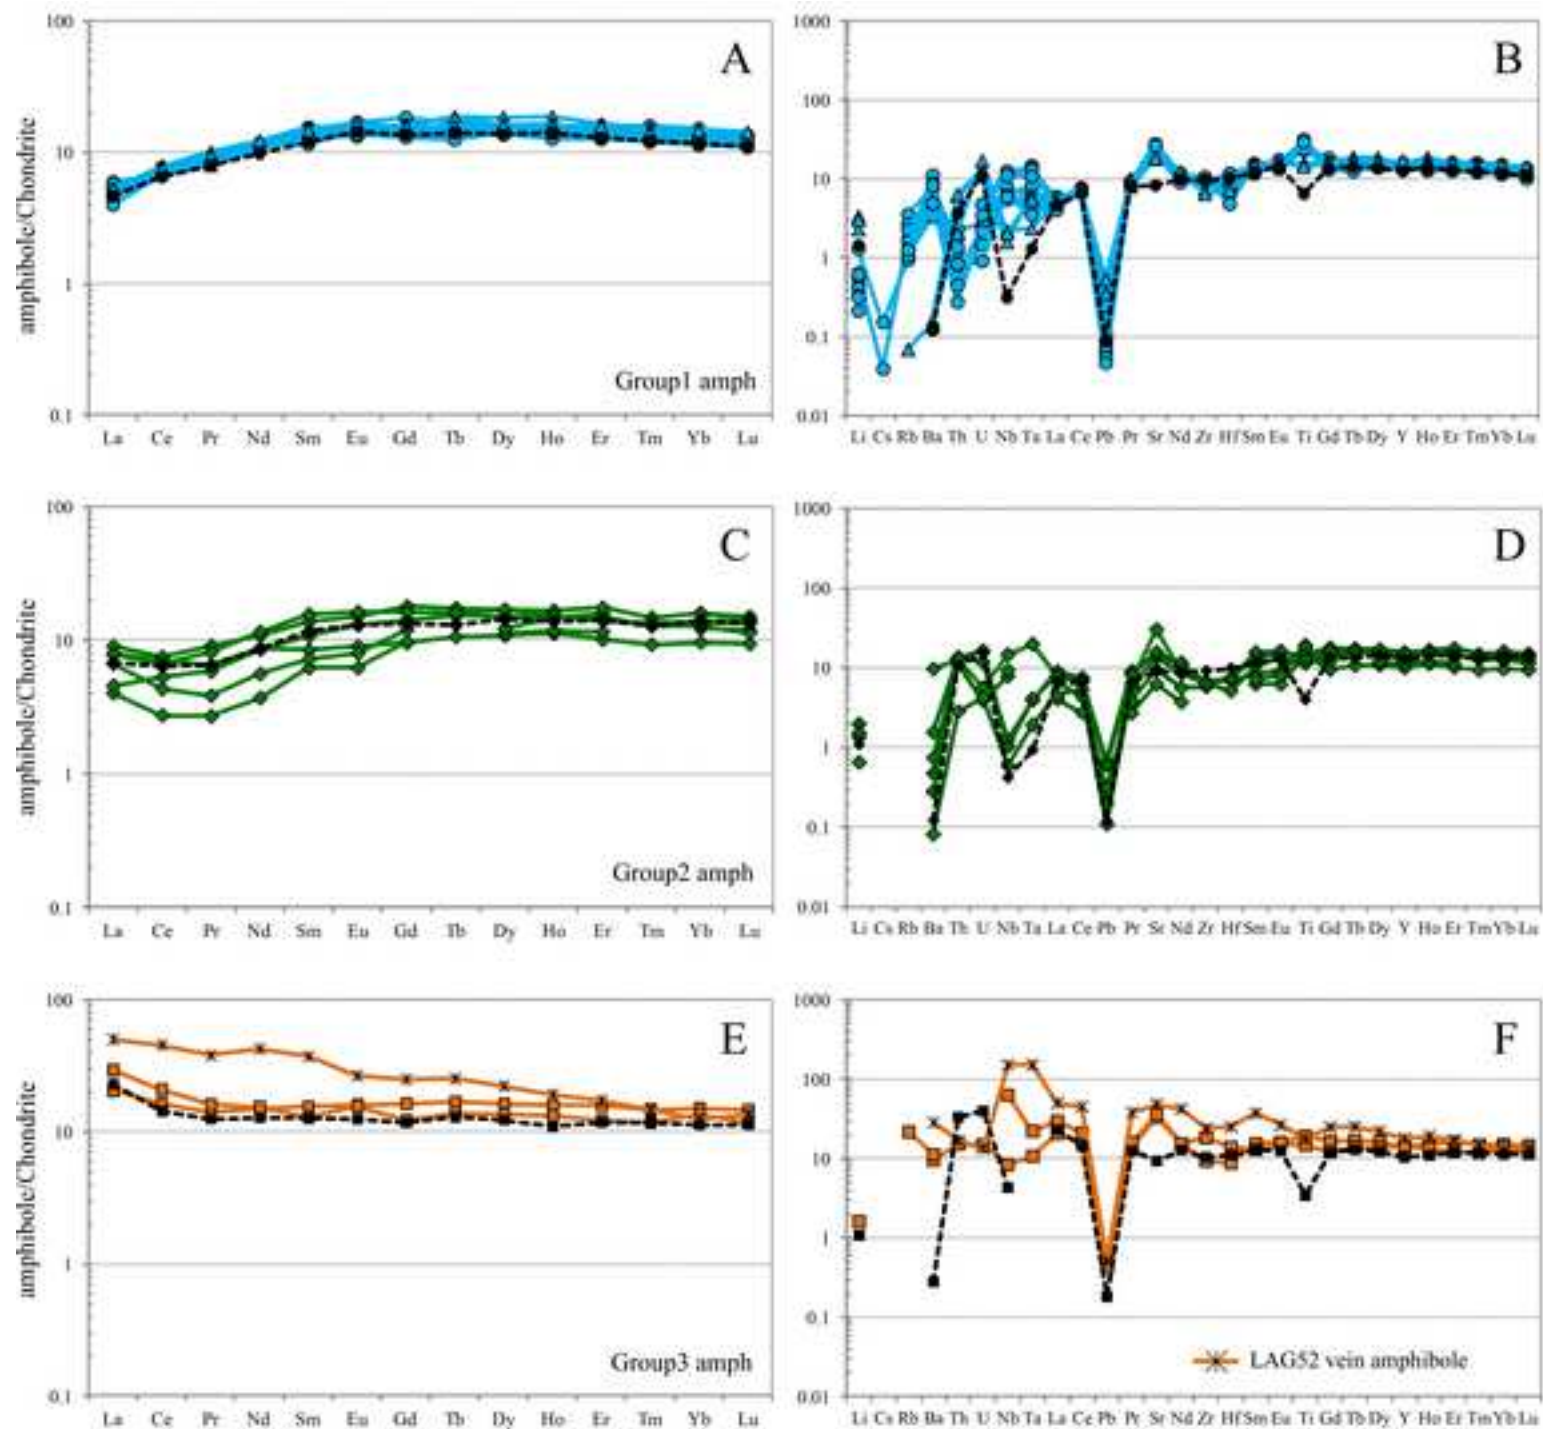 100
10
1
0.1
amphibole/Chondrite
A
Group1 amph
La Ce Pr Nd Sm Eu Gd Tb Dy Ho Er Tm Yb Lu
1000
100
10
1
0.1
0.01
B
Li Cs Rb Ba Th U Nb Ta La Ce Pb Pr Sr Nd Zr Hf Sm Eu Ti Gd Tb Dy Y Ho Er Tm Yb Lu
100
10
1
0.1
amphibole/Chondrite
C
Group2 amph
La Ce Pr Nd Sm Eu Gd Tb Dy Ho Er Tm Yb Lu
1000
100
10
1
0.1
0.01
D
Li Cs Rb Ba Th U Nb Ta La Ce Pb Pr Sr Nd Zr Hf Sm Eu Ti Gd Tb Dy Y Ho Er Tm Yb Lu
100
10
1
0.1
amphibole/Chondrite
E
Group3 amph
La Ce Pr Nd Sm Eu Gd Tb Dy Ho Er Tm Yb Lu
1000
100
10
1
0.1
0.01
F
LAG52 vein amphibole
Li Cs Rb Ba Th U Nb Ta La Ce Pb Pr Sr Nd Zr Hf Sm Eu Ti Gd Tb Dy Y Ho Er Tm Yb Lu